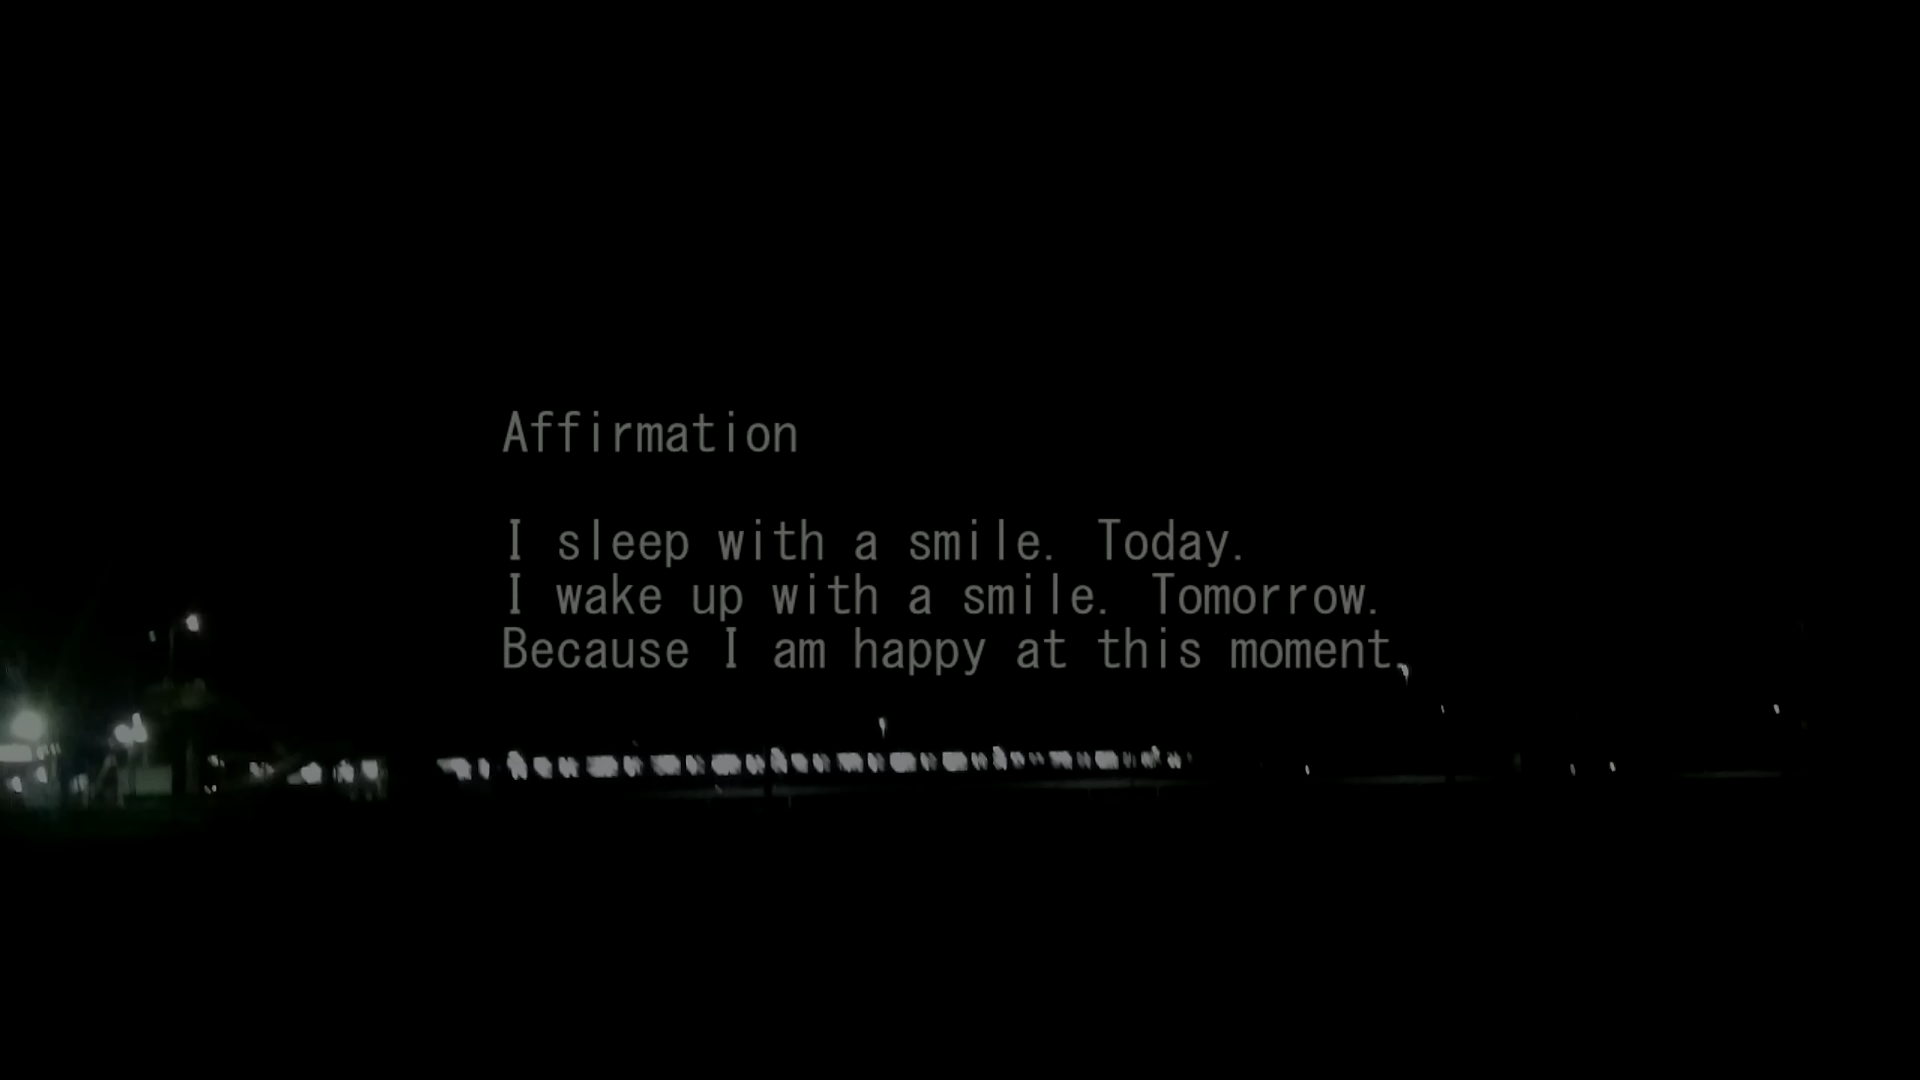 Affirmation
I sleep with a smile. Today.
I wake up with a smile. Tomorrow.
Because I am happy at this moment.